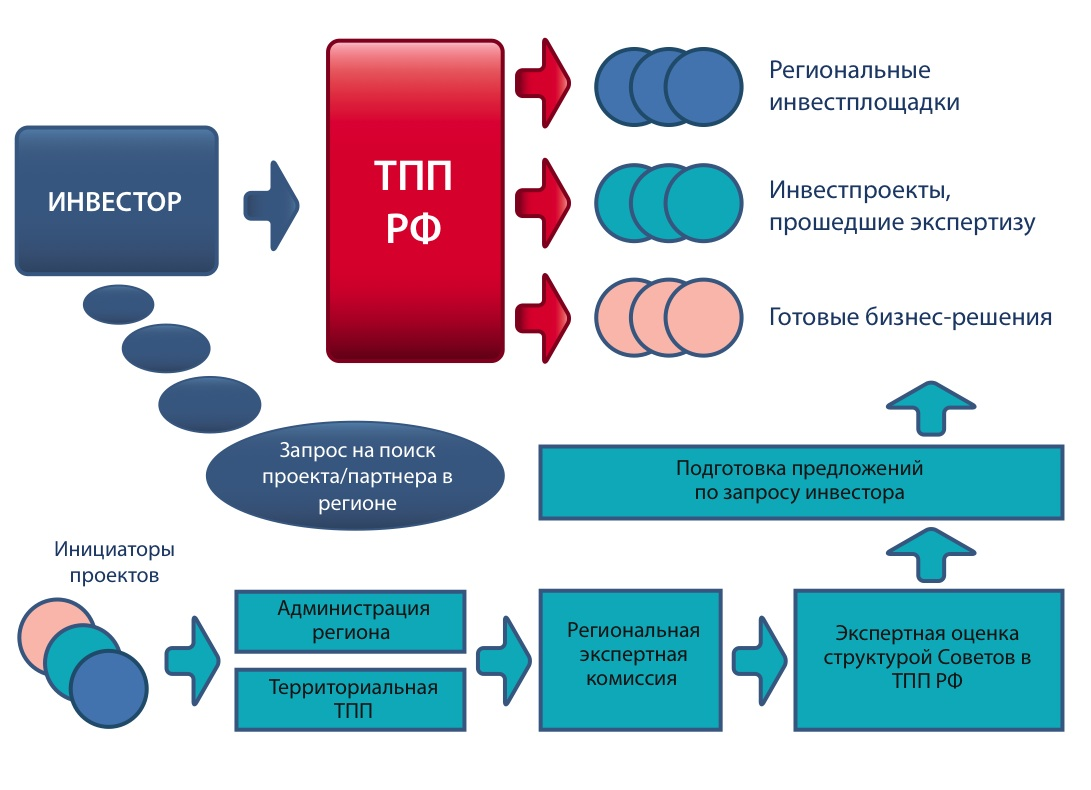 ИНВЕСТОР
ТПП
РФ
Региональные
инвестплощадки
Инвестпроекты,
прошедшие экспертизу
Готовые бизнес-решения
Запрос на поиск
проекта/партнера в
регионе
Подготовка предложений
по запросу инвестора
Инициаторы
проектов
Администрация
региона
Территориальная
ТПП
Региональная
экспертная
комиссия
Экспертная оценка
структурой Советов в
ТПП РФ